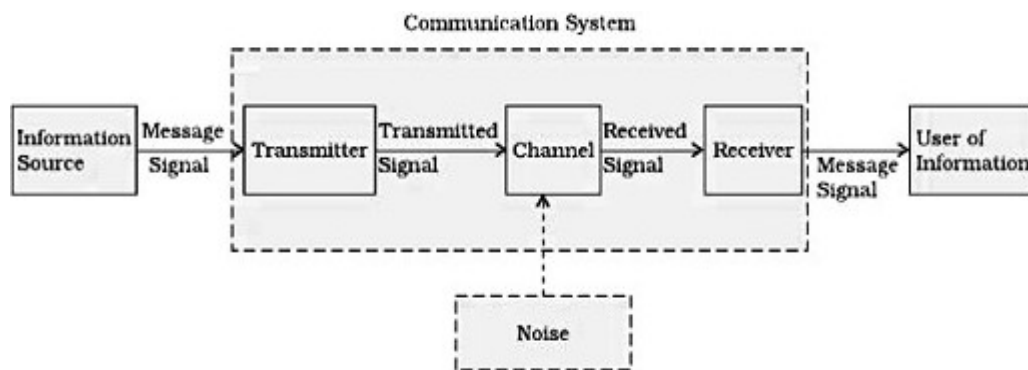 Communication System
Information
Source
Message
Signal
Transmitter
Transmitted
Signal
Channel
Received
Signal
Receiver
Message
Signal
User of
Information
Noise